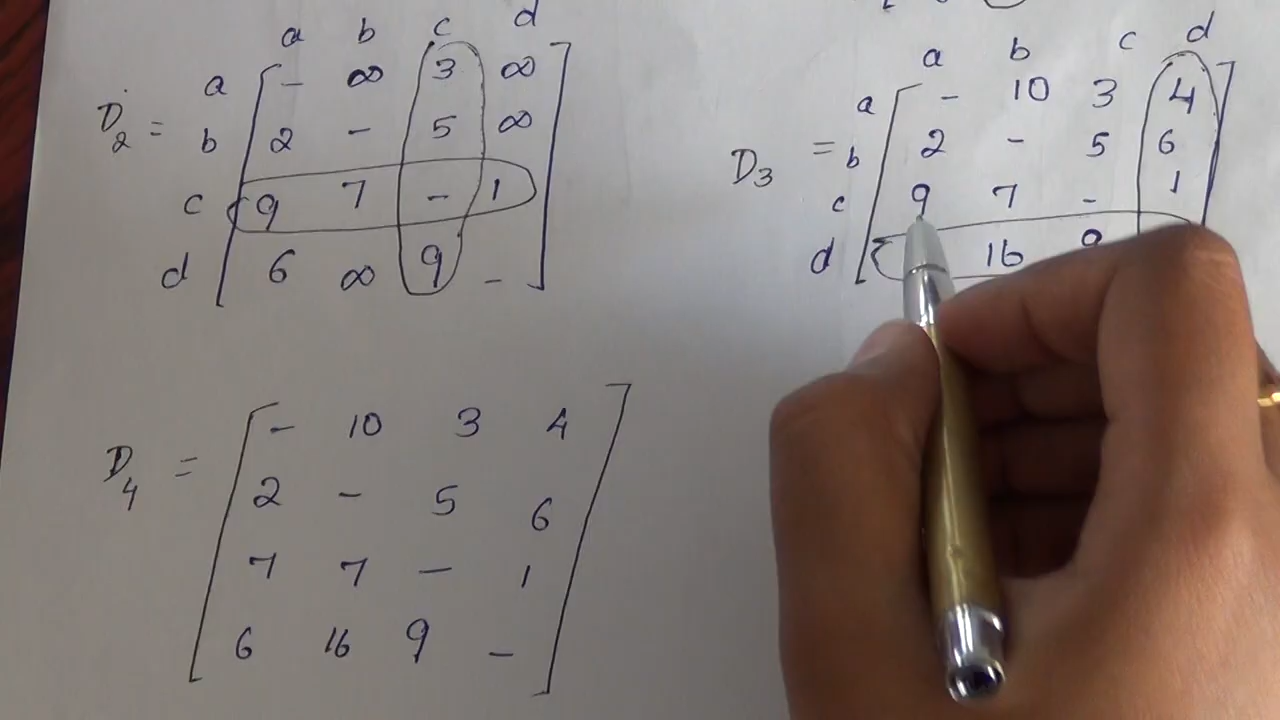 a b c d
a - ∞ 3 ∞
D2 = b 2 - 5 ∞
c 9 7 - 1
d 6 ∞ 9 -
a b c d
a - 10 3 4
D3 = b 2 - 5 6
c 9 7 - 1
d 16 9
D4 = - 10 3 4
2 - 5 6
7 7 - 1
6 16 9 -